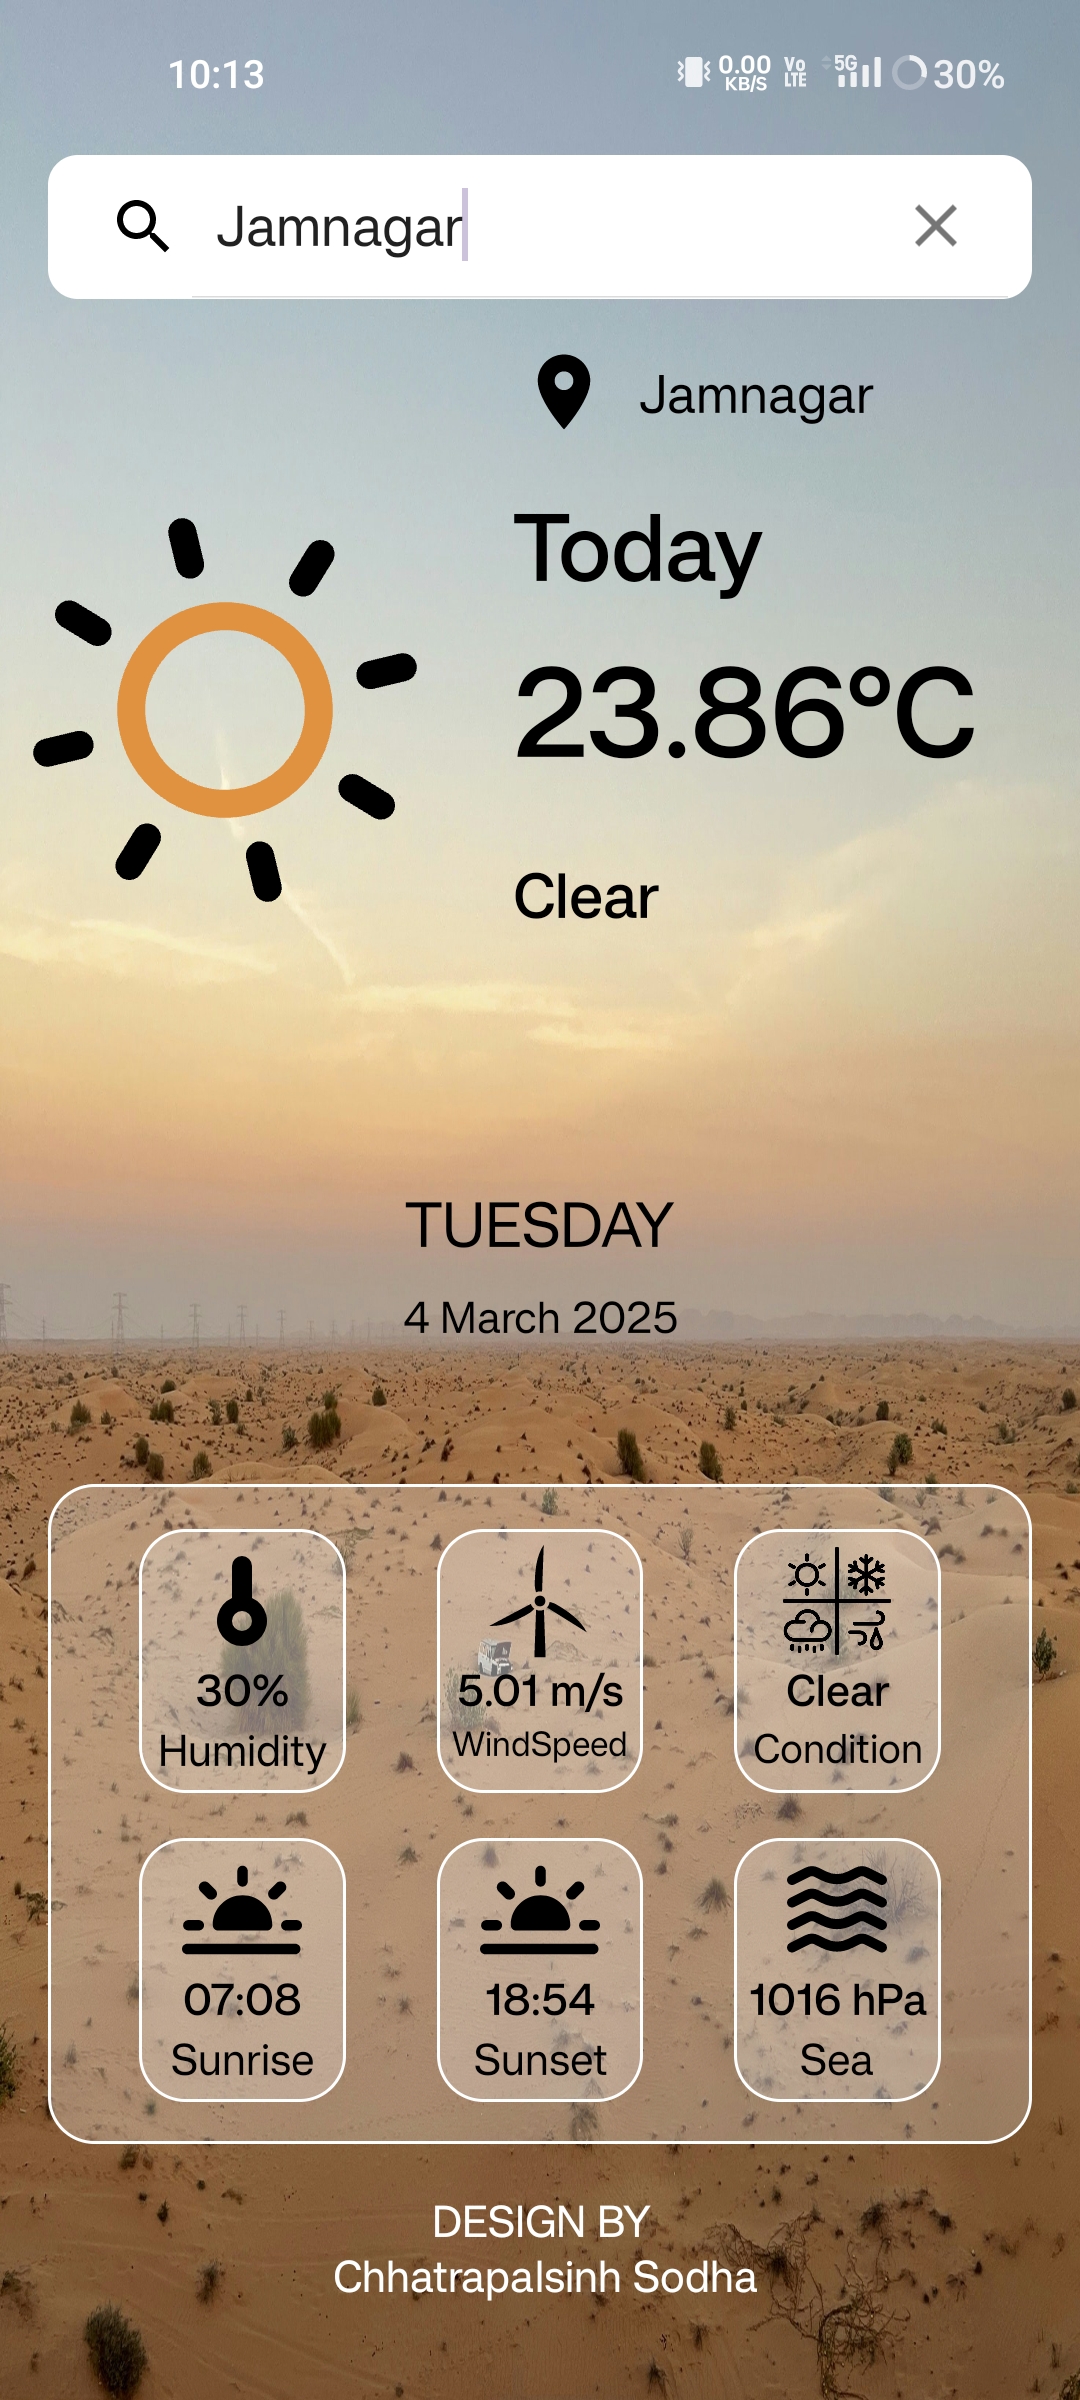 10:13
0.00 KB/S Vo LTE 5G 30%
Jamnagar
Jamnagar
Today
23.86°C
Clear
TUESDAY
4 March 2025
30%
Humidity
5.01 m/s
WindSpeed
Clear
Condition
07:08
Sunrise
18:54
Sunset
1016 hPa
Sea
DESIGN BY
Chhatrapalsinh Sodha